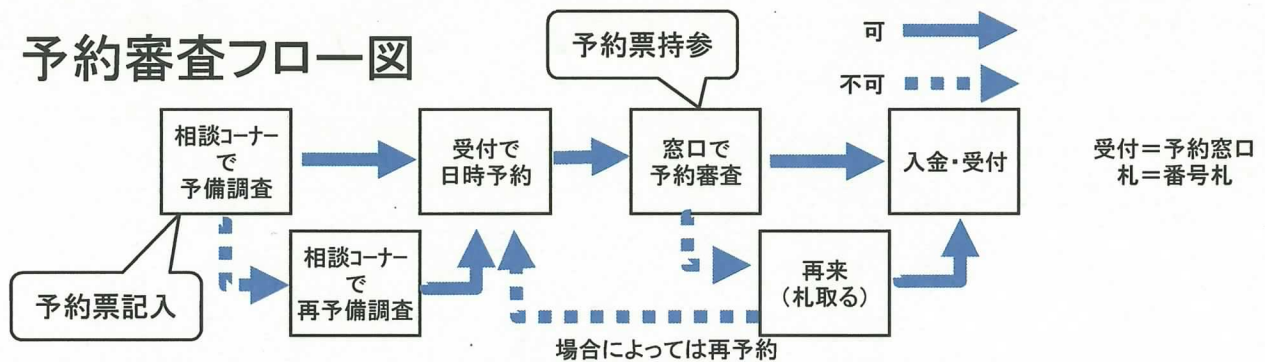 予約審査フロー図
予約票持参
可
不可
相談コーナー
で
予備調査
受付で
日時予約
窓口で
予約審査
入金・受付
受付＝予約窓口
札＝番号札
予約票記入
相談コーナー
で
再予備調査
再来
（札取る）
場合によっては再予約